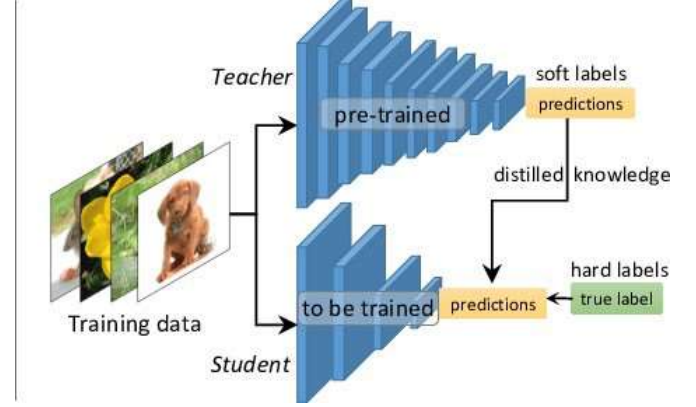 Teacher
pre-trained
soft labels
predictions
distilled knowledge
Training data
to be trained
predictions
hard labels
true label
Student